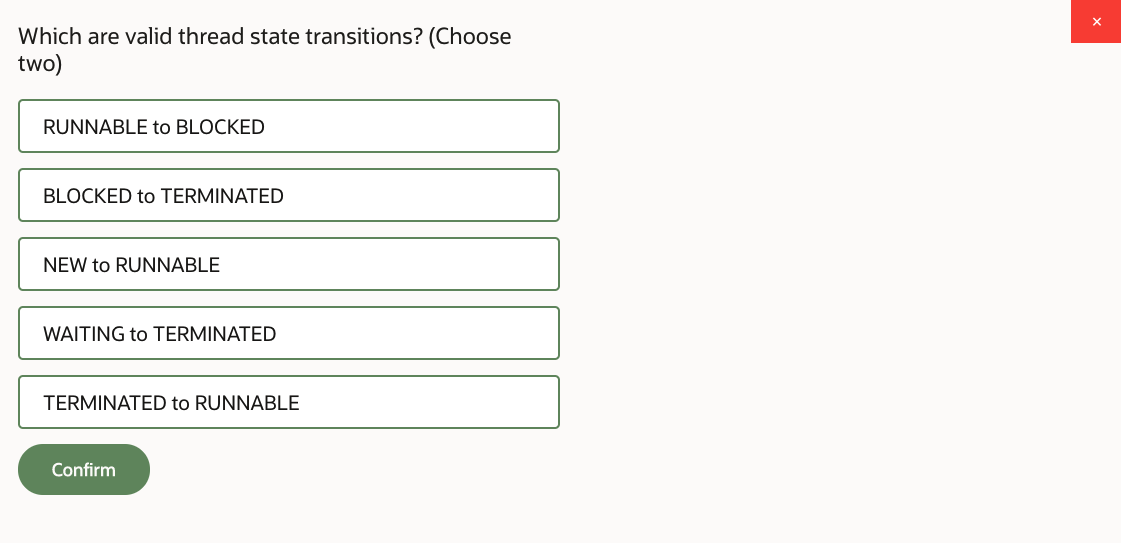 Which are valid thread state transitions? (Choose
two)
RUNNABLE to BLOCKED
BLOCKED to TERMINATED
NEW to RUNNABLE
WAITING to TERMINATED
TERMINATED to RUNNABLE
Confirm